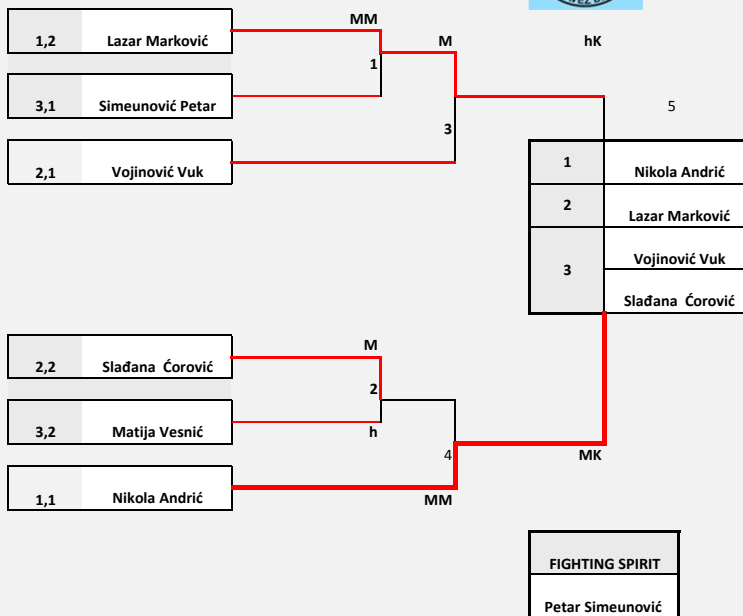 MM
1,2 Lazar Marković
M
hK
1
3,1 Simeunović Petar
5
3
2,1 Vojinović Vuk
1 Nikola Andrić
2 Lazar Marković
3 Vojinović Vuk
Slađana Ćorović
M
2,2 Slađana Ćorović
2
3,2 Matija Vesnić
h
4
MK
1,1 Nikola Andrić
MM
FIGHTING SPIRIT
Petar Simeunović